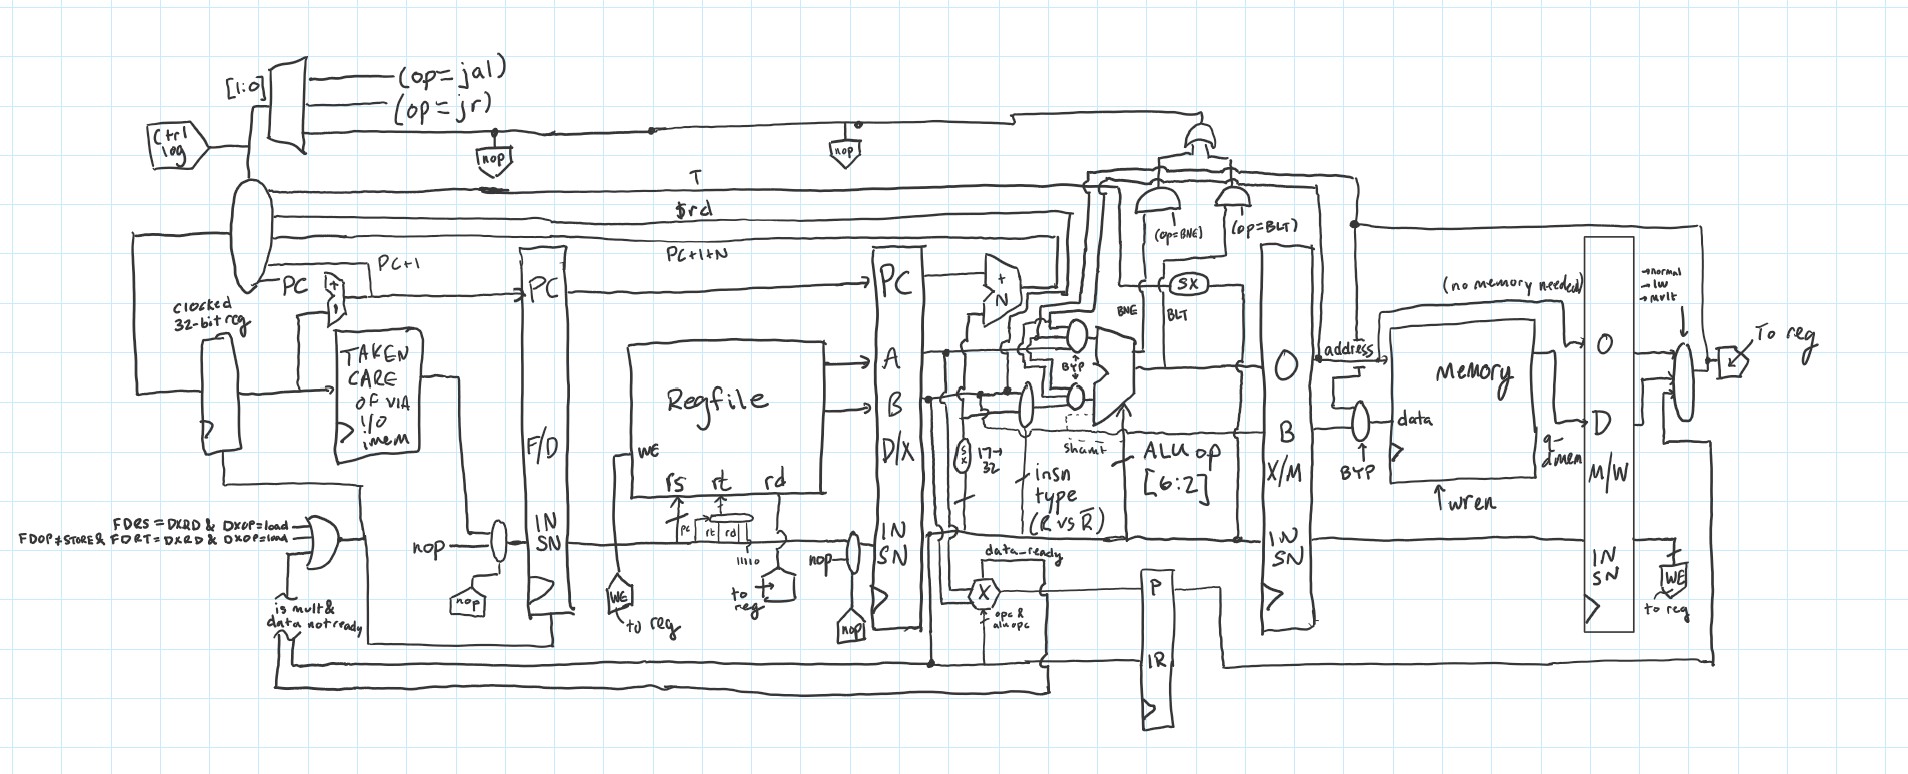 [1:0]
(op= jal)
(op= jr)
Ctrl
log
nop
nop
T
$rd
PC+1+N
PC+1
PC
+
1
clocked
32-bit reg
TAKEN
CARE
OF VIA
I/O
imem
PC
F/D
IN
SN
FDRS = DXRD & DXOP=load
FDOP≠STORE & FDRT = DXRD & DXOP=load
is mult &
data not ready
nop
nop
Regfile
WE
rs
rt
rd
pc
rt
rd
11110
WE
to reg
to
reg
nop
nop
PC
A
B
D/X
IN
SN
+
N
BYP
sx
17→
32
shamt
insn
type
(R vs R̅)
ALU op
[6:2]
data_ready
X
opc &
aluopc
P
IR
(op=BNE)
(op=BLT)
SX
BNE
BLT
O
B
X/M
IN
SN
address
data
BYP
Memory
wren
(no memory needed)
q-
dmem
O
D
M/W
IN
SN
→normal
→lw
→mult
To reg
WE
to reg